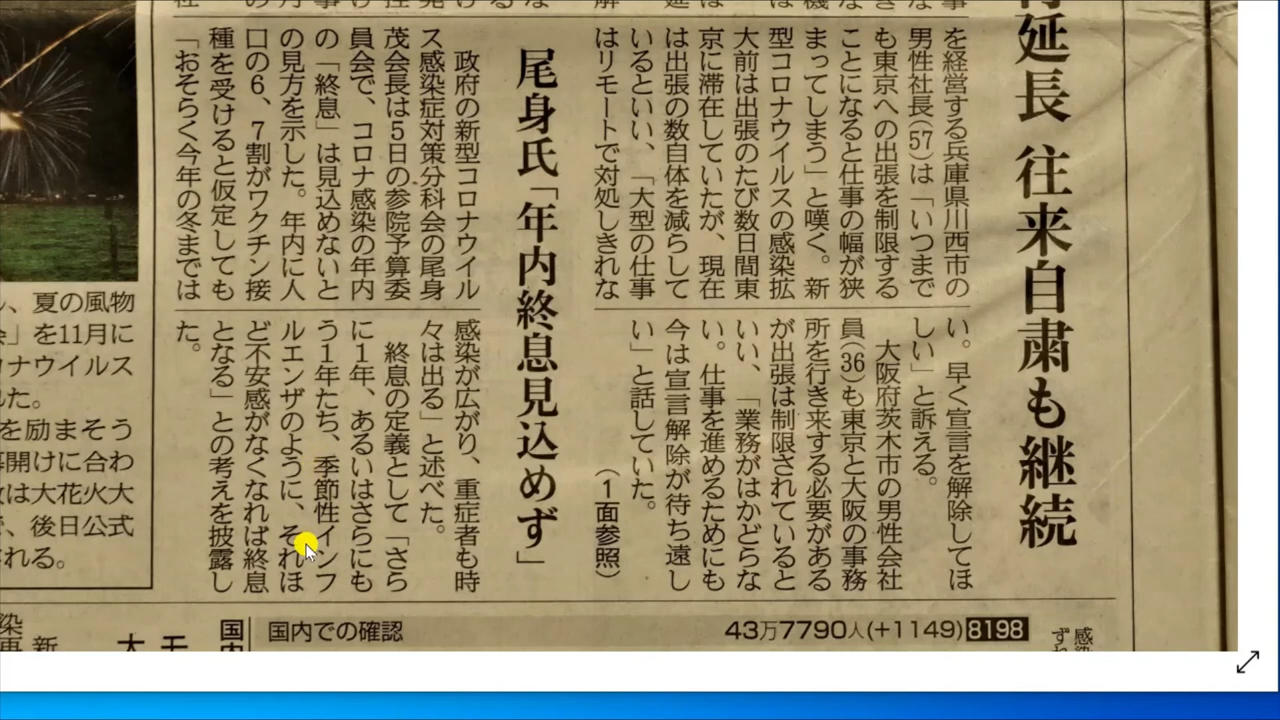 延長 往来自粛も継続
を経営する兵庫県川西市の
男性社長(57)は「いつまで
も東京への出張を制限する
ことになると仕事の幅が狭
まってしまう」と嘆く。新
型コロナウイルスの感染拡
大前は出張のたび数日間東
京に滞在していたが、現在
は出張の数自体を減らして
いるといい、「大型の仕事
はリモートで対処しきれな
い。早く宣言を解除してほ
しい」と訴える。
大阪府茨木市の男性会社
員(36)も東京と大阪の事務
所を行き来する必要がある
が出張は制限されていると
いい、「業務がはかどらな
い。仕事を進めるためにも
今は宣言解除が待ち遠し
い」と話していた。
(1面参照)
尾身氏「年内終息見込めず」
政府の新型コロナウイル
ス感染症対策分科会の尾身
茂会長は5日の参院予算委
員会で、コロナ感染の年内
の「終息」は見込めないと
の見方を示した。年内に人
口の6、7割がワクチン接
種を受けると仮定しても
「おそらく今年の冬までは
感染が広がり、重症者も時
々は出る」と述べた。
終息の定義として「さら
に1年、あるいはさらにも
う1年たち、季節性インフ
ルエンザのように、それほ
ど不安感がなくなれば終息
となる」との考えを披露し
た。
、夏の風物
」を11月に
ナウイルス
た。
を励まそう
開けに合わ
は大花火大
、後日公式
れる。
国内での確認 43万7790人(+1149) 8198